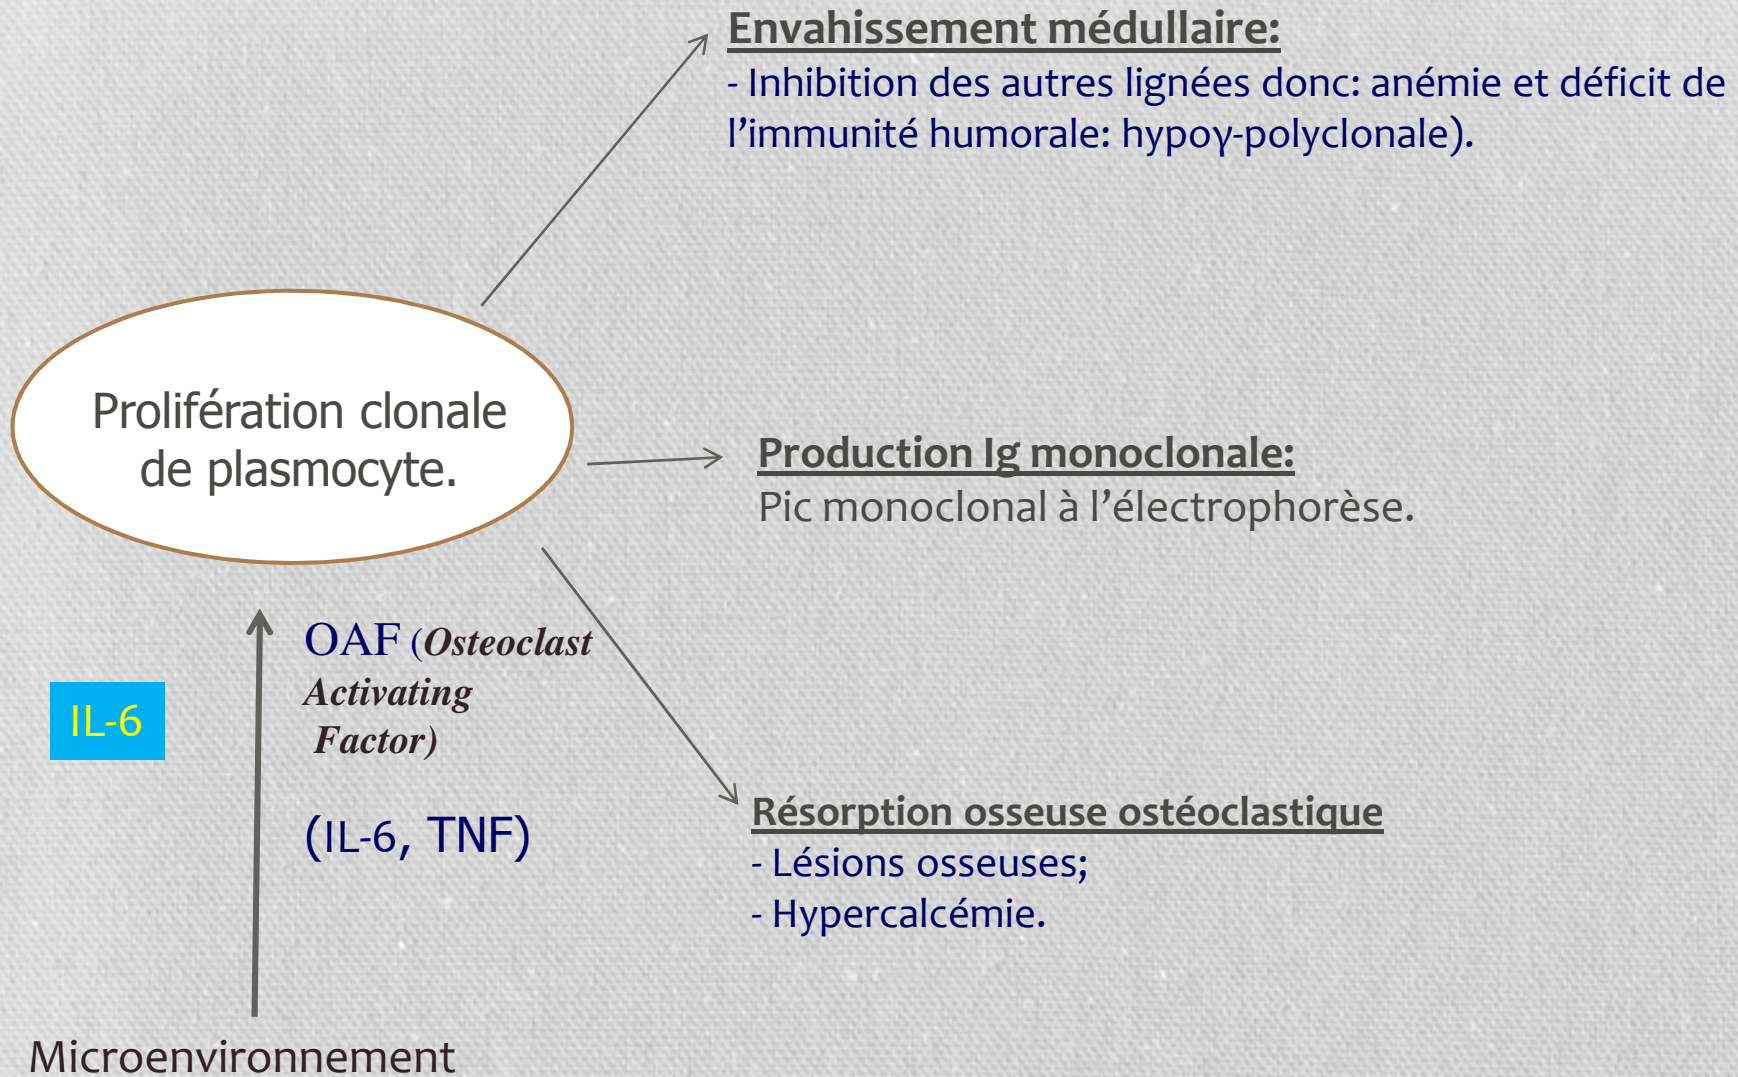 Envahissement médullaire:
- Inhibition des autres lignées donc: anémie et déficit de
l’immunité humorale: hypoγ-polyclonale).
Prolifération clonale
de plasmocyte.
Production Ig monoclonale:
Pic monoclonal à l’électrophorèse.
OAF (Osteoclast
Activating
Factor)
IL-6
(IL-6, TNF)
Résorption osseuse ostéoclastique
- Lésions osseuses;
- Hypercalcémie.
Microenvironnement